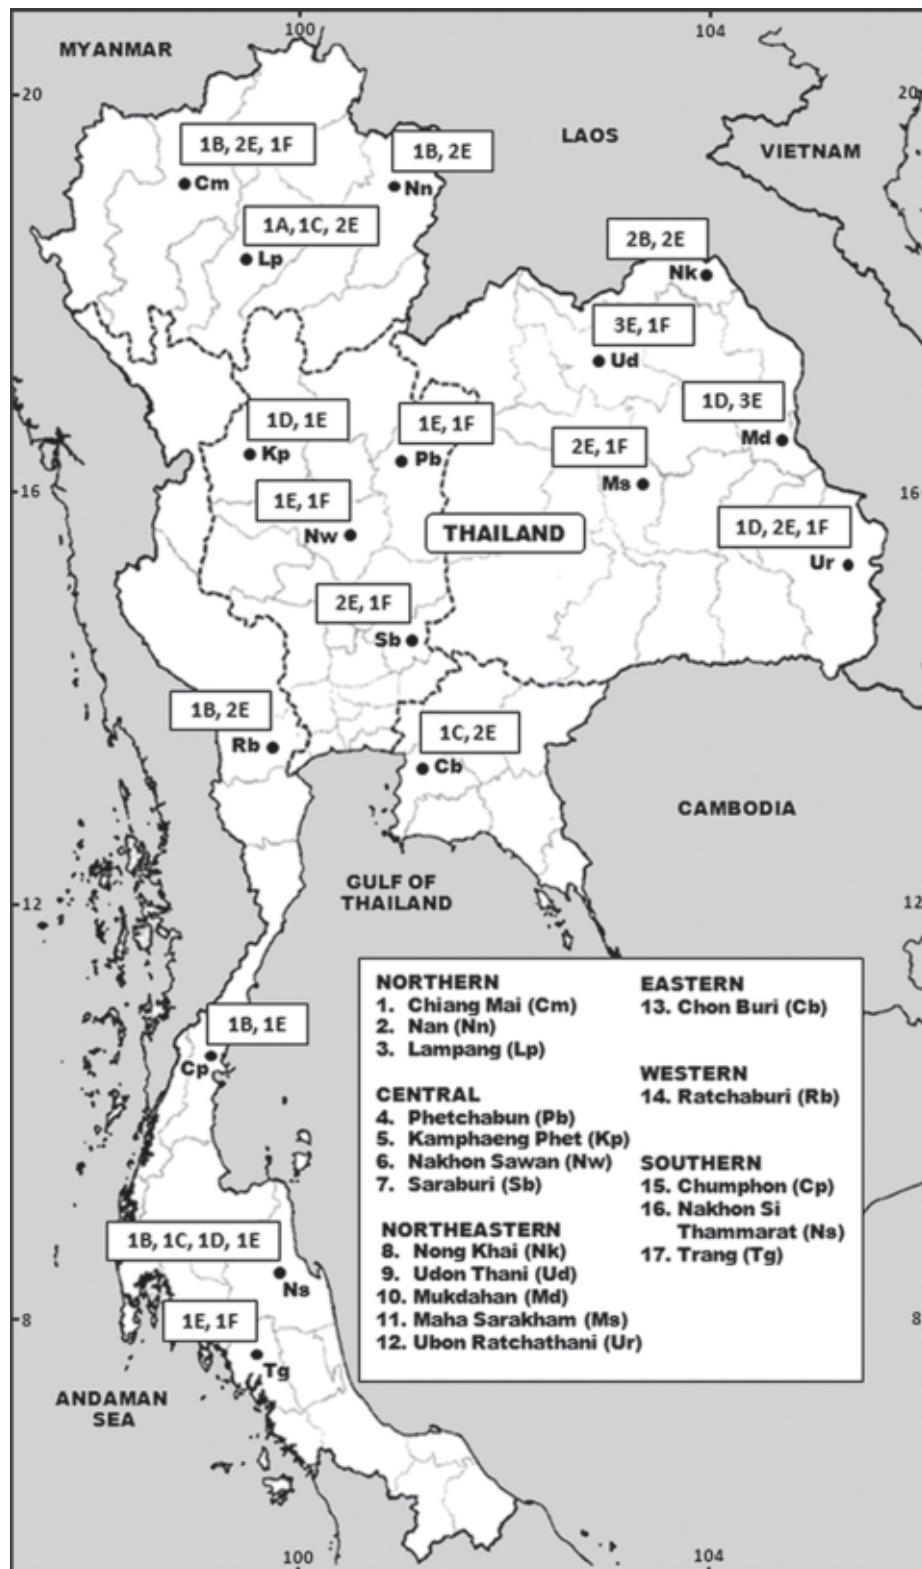 100
104
MYANMAR
20
20
LAOS
VIETNAM
1B, 2E, 1F
Cm
1B, 2E
Nn
1A, 1C, 2E
Lp
2B, 2E
Nk
3E, 1F
Ud
1D, 3E
Md
1D, 1E
Kp
1E, 1F
Pb
2E, 1F
Ms
16
16
1E, 1F
Nw
THAILAND
1D, 2E, 1F
Ur
2E, 1F
Sb
1B, 2E
Rb
1C, 2E
Cb
CAMBODIA
GULF OF
THAILAND
12
12
1B, 1E
Cp
NORTHERN
1. Chiang Mai (Cm)
2. Nan (Nn)
3. Lampang (Lp)
CENTRAL
4. Phetchabun (Pb)
5. Kamphaeng Phet (Kp)
6. Nakhon Sawan (Nw)
7. Saraburi (Sb)
NORTHEASTERN
8. Nong Khai (Nk)
9. Udon Thani (Ud)
10. Mukdahan (Md)
11. Maha Sarakham (Ms)
12. Ubon Ratchathani (Ur)
EASTERN
13. Chon Buri (Cb)
WESTERN
14. Ratchaburi (Rb)
SOUTHERN
15. Chumphon (Cp)
16. Nakhon Si
Thammarat (Ns)
17. Trang (Tg)
1B, 1C, 1D, 1E
Ns
8
8
1E, 1F
Tg
ANDAMAN
SEA
100
104